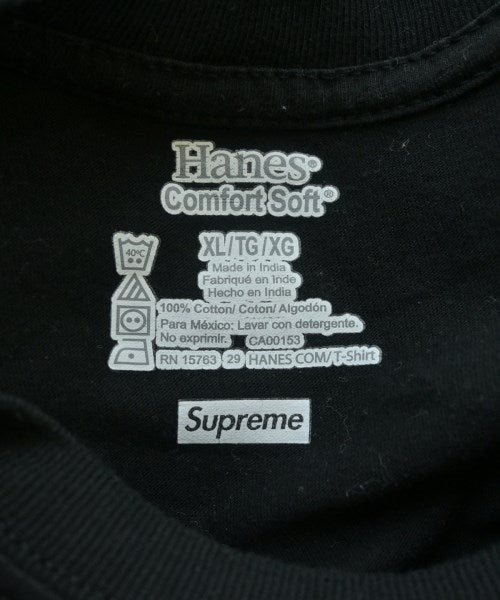 Hanes®
Comfort Soft®
XL/TG/XG
Made in India
Fabriqué en Inde
Hecho en India
40°C
100% Cotton/ Coton/ Algodón
Para México: Lavar con detergente.
No exprimir. CA00153
RN 15763 29 HANES COM/T-Shirt
Supreme